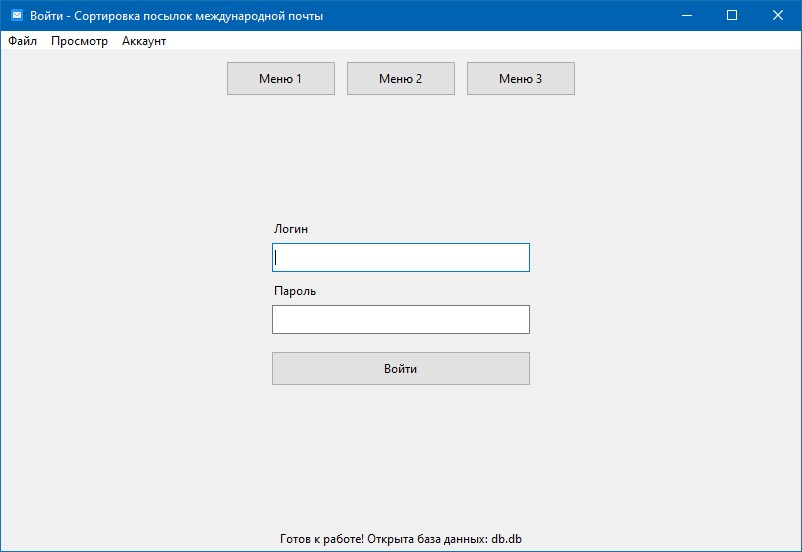 Войти - Сортировка посылок международной почты
Файл Просмотр Аккаунт
Меню 1 Меню 2 Меню 3
Логин
Пароль
Войти
Готов к работе! Открыта база данных: db.db